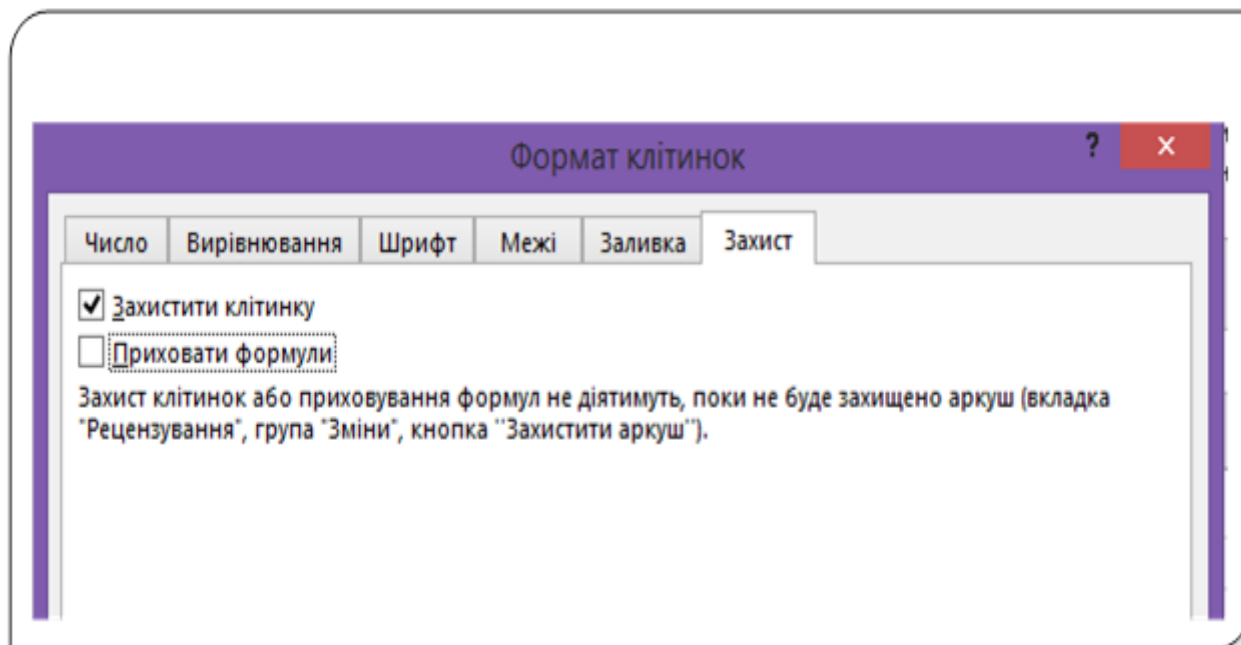 Формат клітинок
?
Число Вирівнювання Шрифт Межі Заливка Захист
Захистити клітинку
Приховати формули
Захист клітинок або приховування формул не діятимуть, поки не буде захищено аркуш (вкладка
"Рецензування", група "Зміни", кнопка ''Захистити аркуш'').